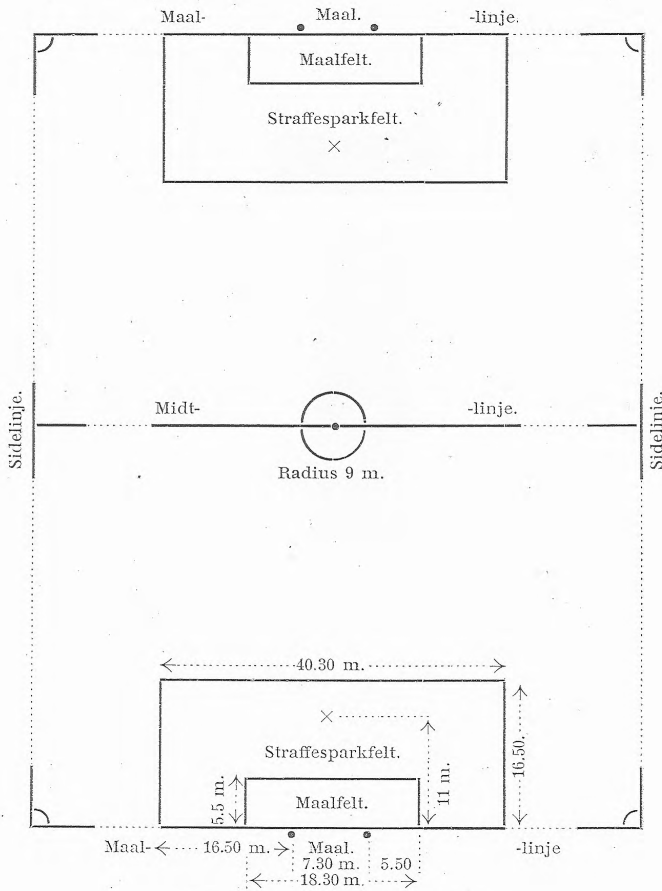 Maal- Maal. -linje.
Maalfelt.
Straffesparkfelt.
Sidelinje.
Midt- -linje.
Sidelinje.
Radius 9 m.
40.30 m.
Straffesparkfelt.
16.50.
11 m.
5.5 m.
Maalfelt.
Maal- 16.50 m. Maal. -linje
7.30 m. 5.50
18.30 m.